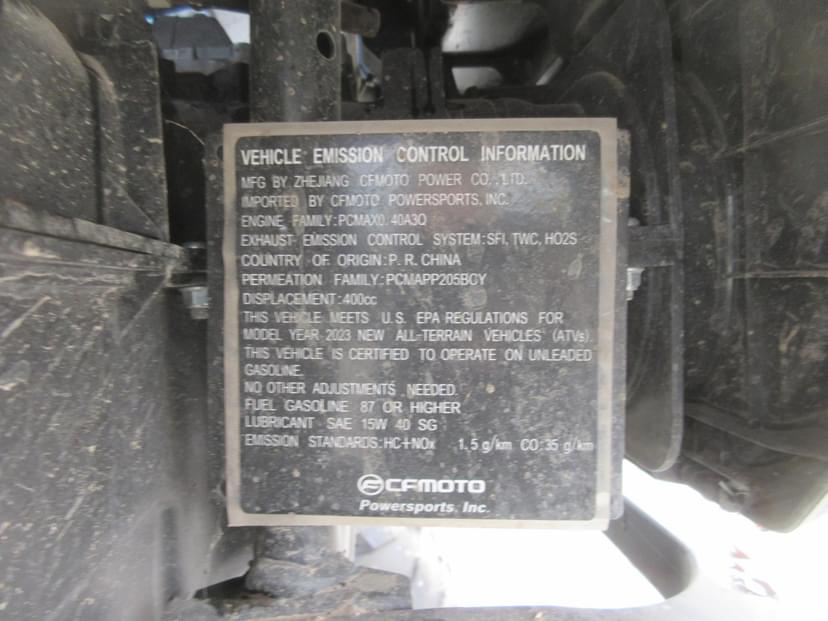 VEHICLE EMISSION CONTROL INFORMATION
MFG BY ZHEJIANG CFMOTO POWER CO., LTD.
IMPORTED BY CFMOTO POWERSPORTS, INC.
ENGINE FAMILY:PCMAX0.40A3Q
EXHAUST EMISSION CONTROL SYSTEM:SFI, TWC, HO2S
COUNTRY OF ORIGIN:P. R. CHINA
PERMEATION FAMILY:PCMAPP205BCY
DISPLACEMENT:400cc
THIS VEHICLE MEETS U.S. EPA REGULATIONS FOR
MODEL YEAR 2023 NEW ALL-TERRAIN VEHICLES (ATVs).
THIS VEHICLE IS CERTIFIED TO OPERATE ON UNLEADED
GASOLINE.
NO OTHER ADJUSTMENTS NEEDED.
FUEL GASOLINE 87 OR HIGHER
LUBRICANT SAE 15W 40 SG
EMISSION STANDARDS:HC+NOx 1.5 g/km CO:35 g/km
CFMOTO
Powersports, Inc.